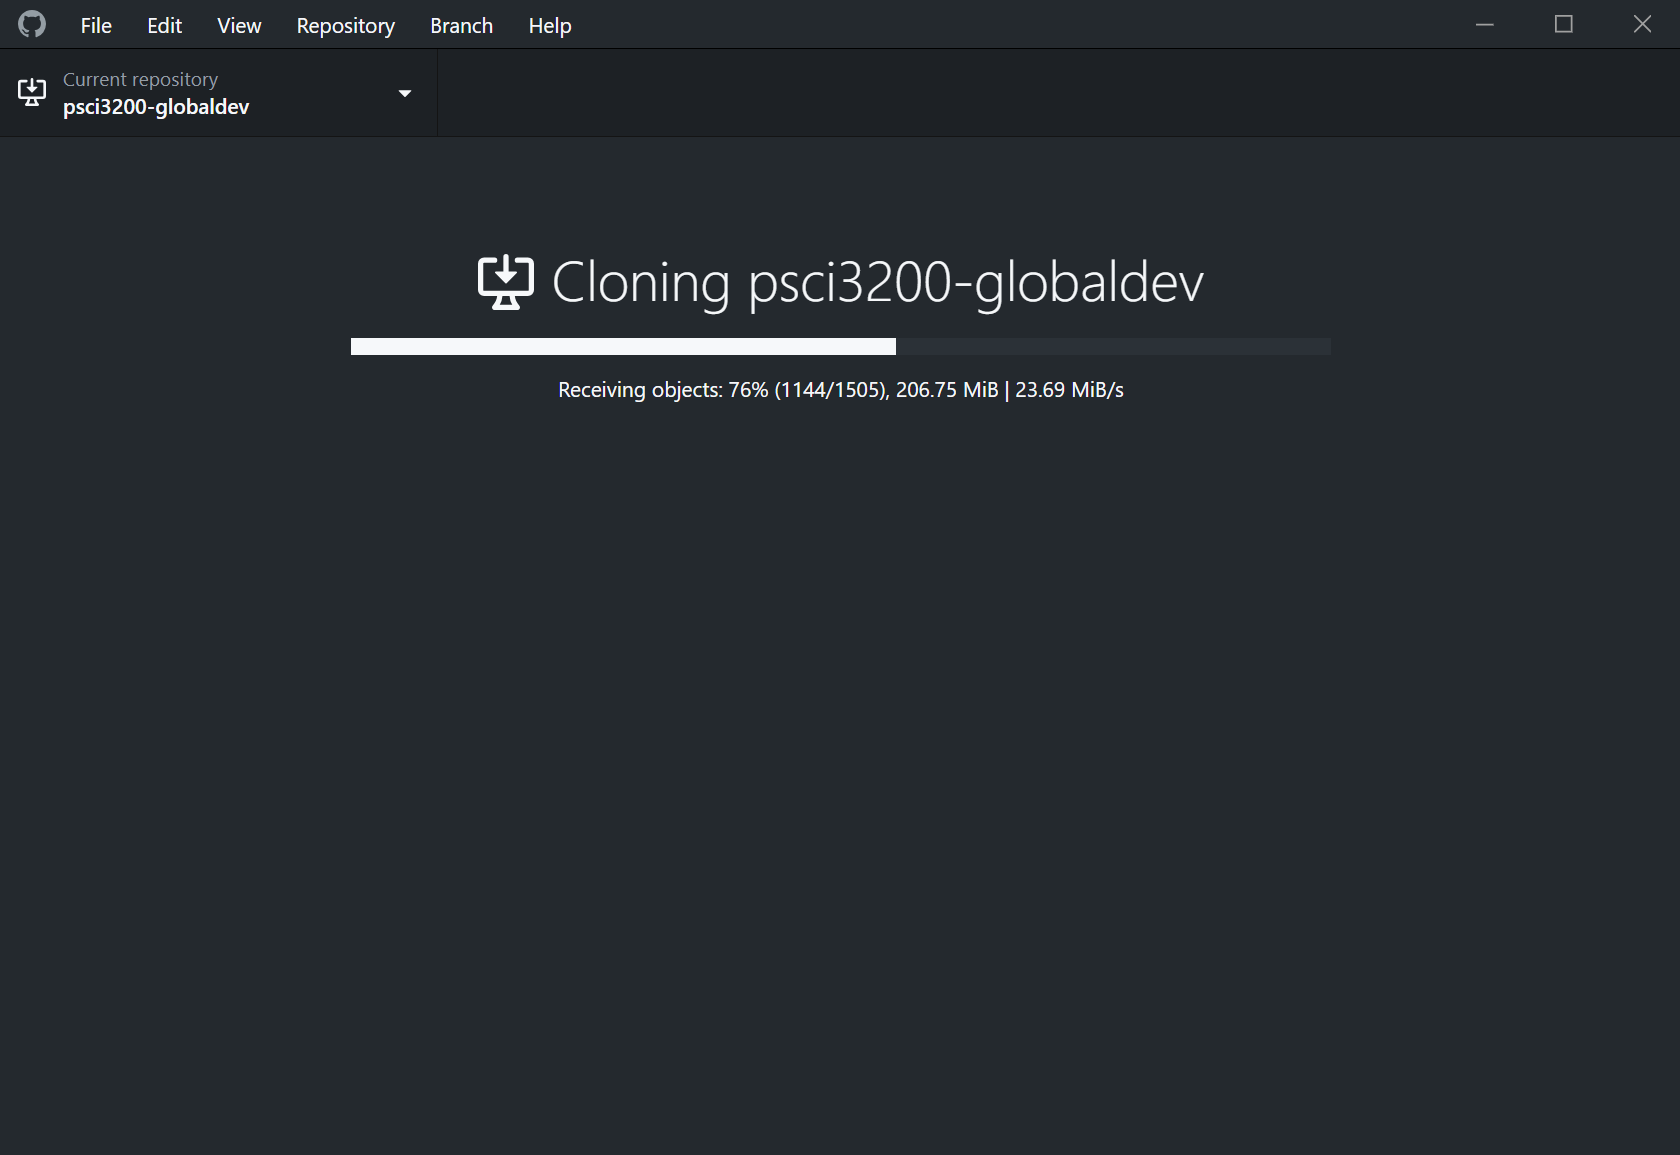 File Edit View Repository Branch Help
Current repository
psci3200-globaldev
Cloning psci3200-globaldev
Receiving objects: 76% (1144/1505), 206.75 MiB | 23.69 MiB/s